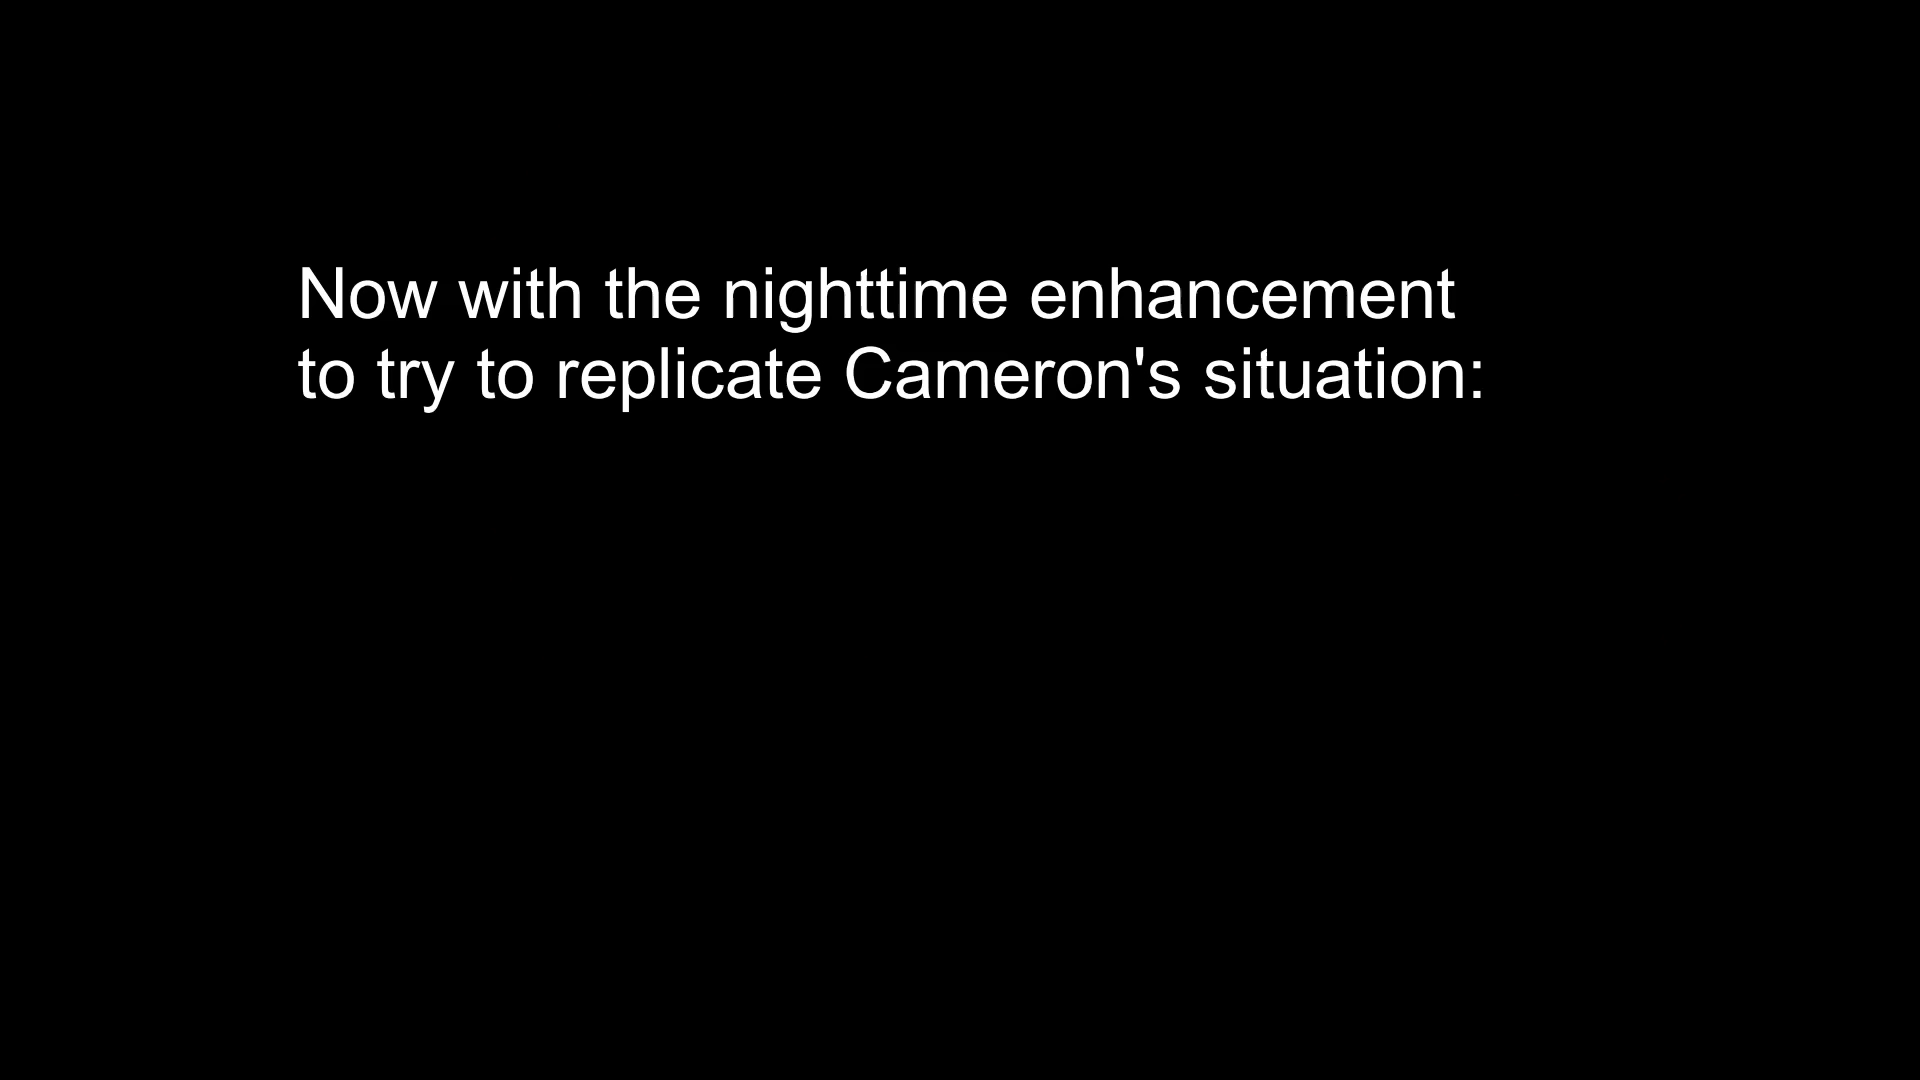 Now with the nighttime enhancement
to try to replicate Cameron's situation: